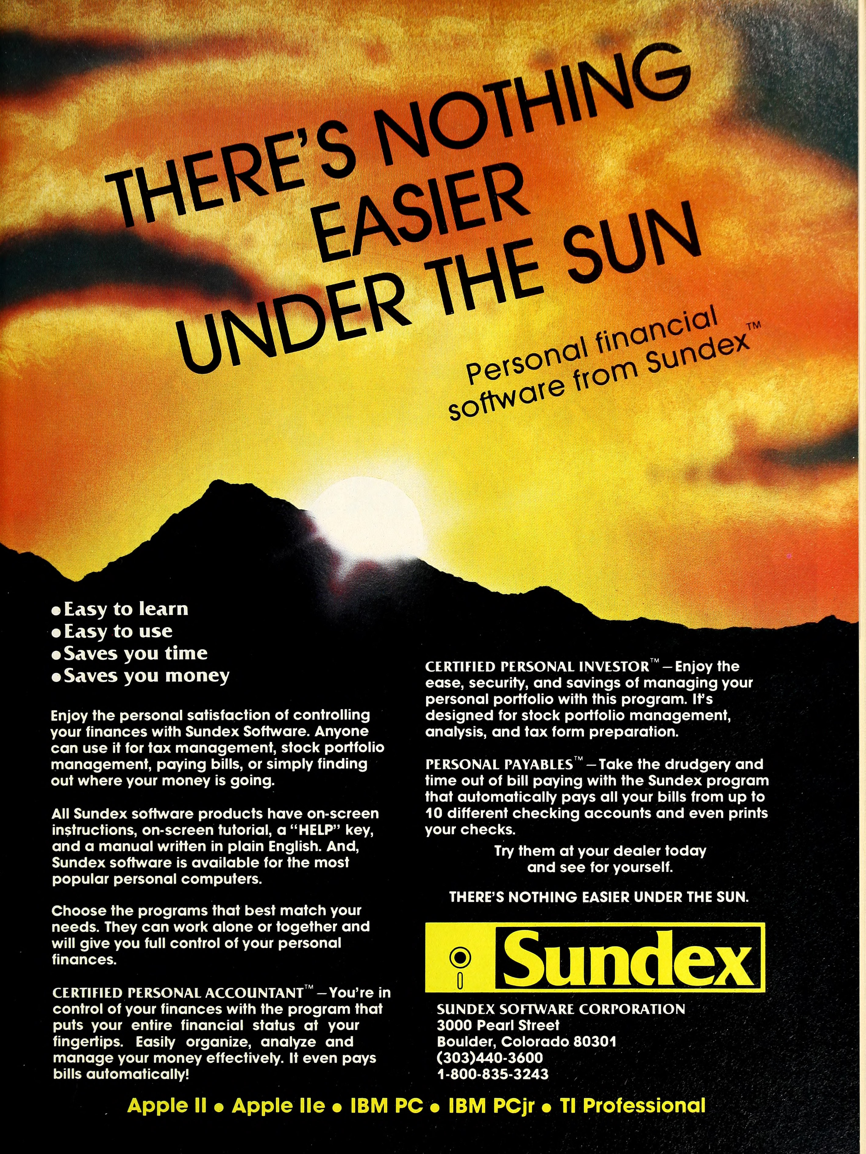 THERE'S NOTHING
EASIER
UNDER THE SUN
Personal financial
software from Sundex™
●Easy to learn
●Easy to use
●Saves you time
●Saves you money
Enjoy the personal satisfaction of controlling
your finances with Sundex Software. Anyone
can use it for tax management, stock portfolio
management, paying bills, or simply finding
out where your money is going.
All Sundex software products have on-screen
instructions, on-screen tutorial, a “HELP” key,
and a manual written in plain English. And,
Sundex software is available for the most
popular personal computers.
Choose the programs that best match your
needs. They can work alone or together and
will give you full control of your personal
finances.
CERTIFIED PERSONAL ACCOUNTANT™—You're in
control of your finances with the program that
puts your entire financial status at your
fingertips. Easily organize, analyze and
manage your money effectively. It even pays
bills automatically!
CERTIFIED PERSONAL INVESTOR™—Enjoy the
ease, security, and savings of managing your
personal portfolio with this program. It's
designed for stock portfolio management,
analysis, and tax form preparation.
PERSONAL PAYABLES™—Take the drudgery and
time out of bill paying with the Sundex program
that automatically pays all your bills from up to
10 different checking accounts and even prints
your checks.
Try them at your dealer today
and see for yourself.
THERE'S NOTHING EASIER UNDER THE SUN.
Sundex
SUNDEX SOFTWARE CORPORATION
3000 Pearl Street
Boulder, Colorado 80301
(303)440-3600
1-800-835-3243
Apple II ● Apple IIe ● IBM PC ● IBM PCjr ● TI Professional